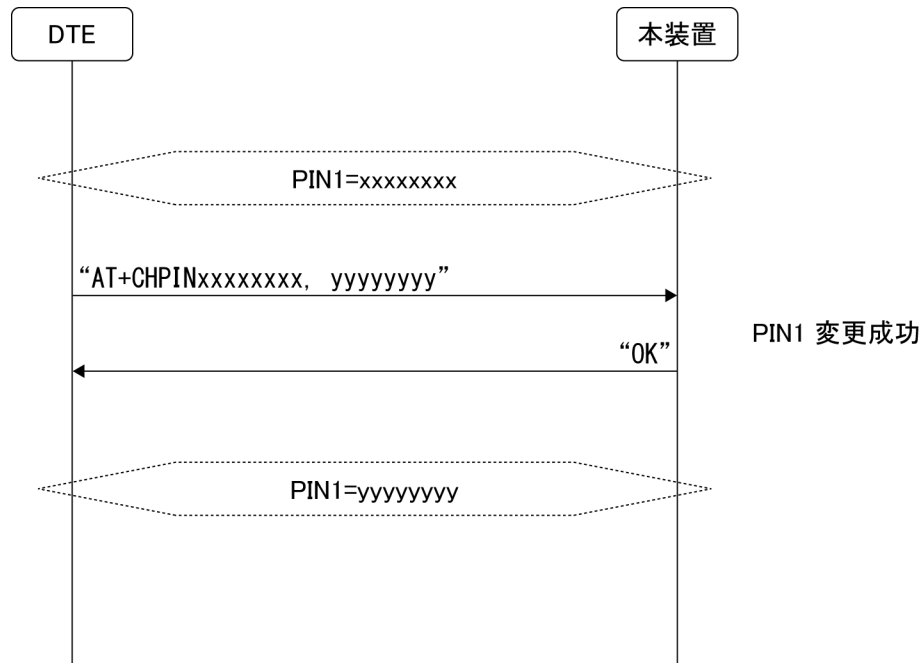 DTE
本装置
PIN1=xxxxxxxx
“AT+CHPINxxxxxxxx, yyyyyyyy”
PIN1 変更成功
“OK”
PIN1=yyyyyyyy